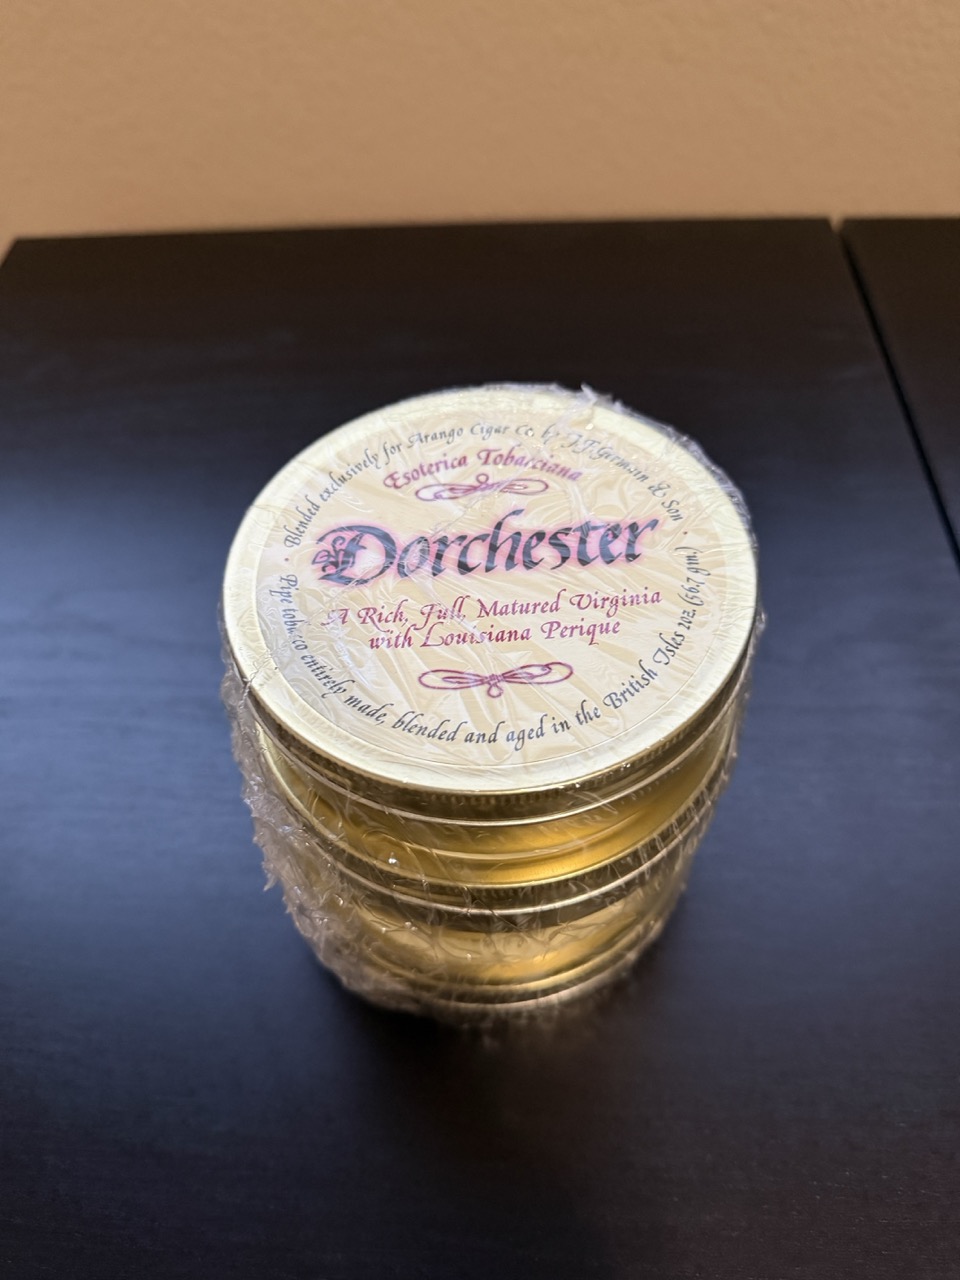 Blended exclusively for Arango Cigar Co. by J.F. Germain & Son
Esoterica Tobacciana
Dorchester
A Rich, Full, Matured Virginia
with Louisiana Perique
Pipe tobacco entirely made, blended and aged in the British Isles 2oz. (56.7 gm.)